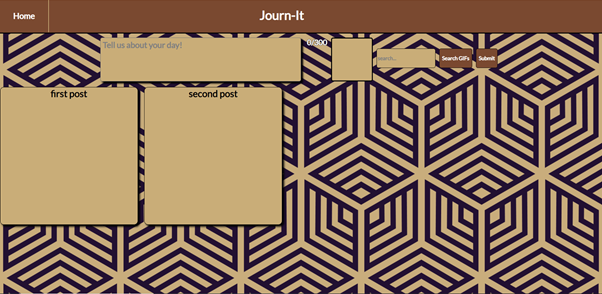 Home
Journ-It
Tell us about your day!
0/300
search...
Search GIFs
Submit
first post
second post